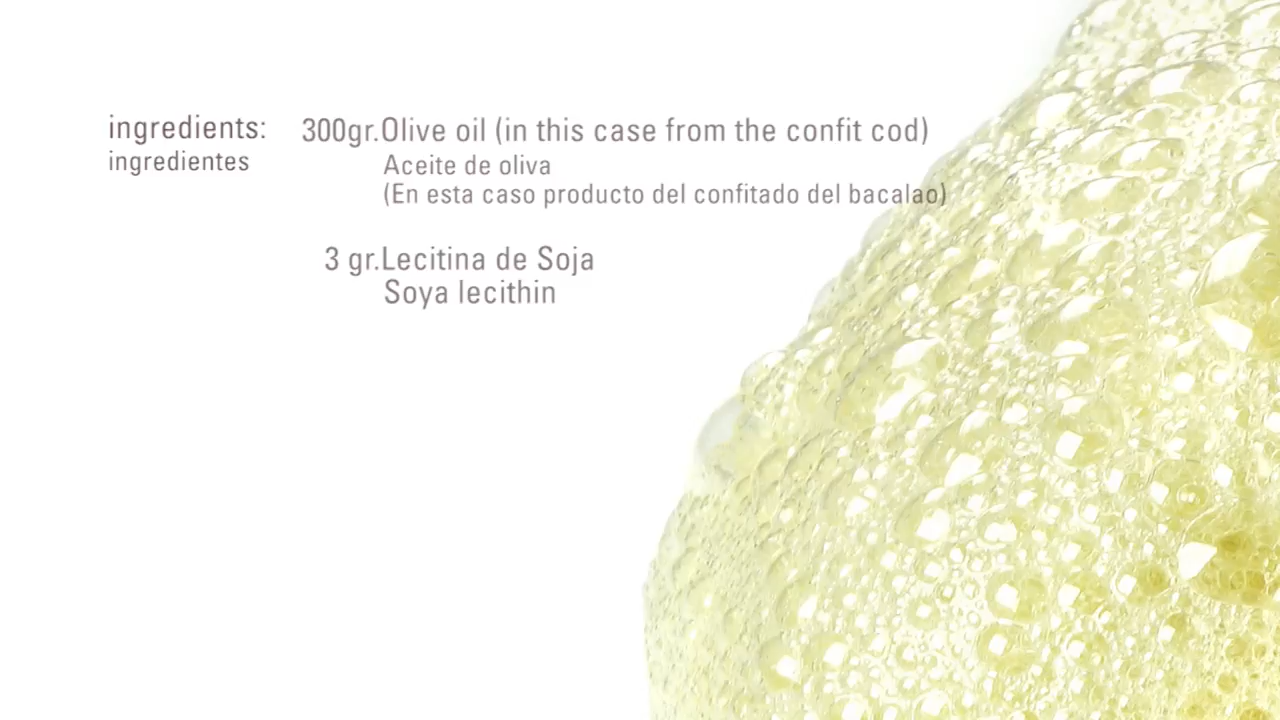 ingredients: 300gr.Olive oil (in this case from the confit cod)
ingredientes Aceite de oliva
(En esta caso producto del confitado del bacalao)
3 gr.Lecitina de Soja
Soya lecithin